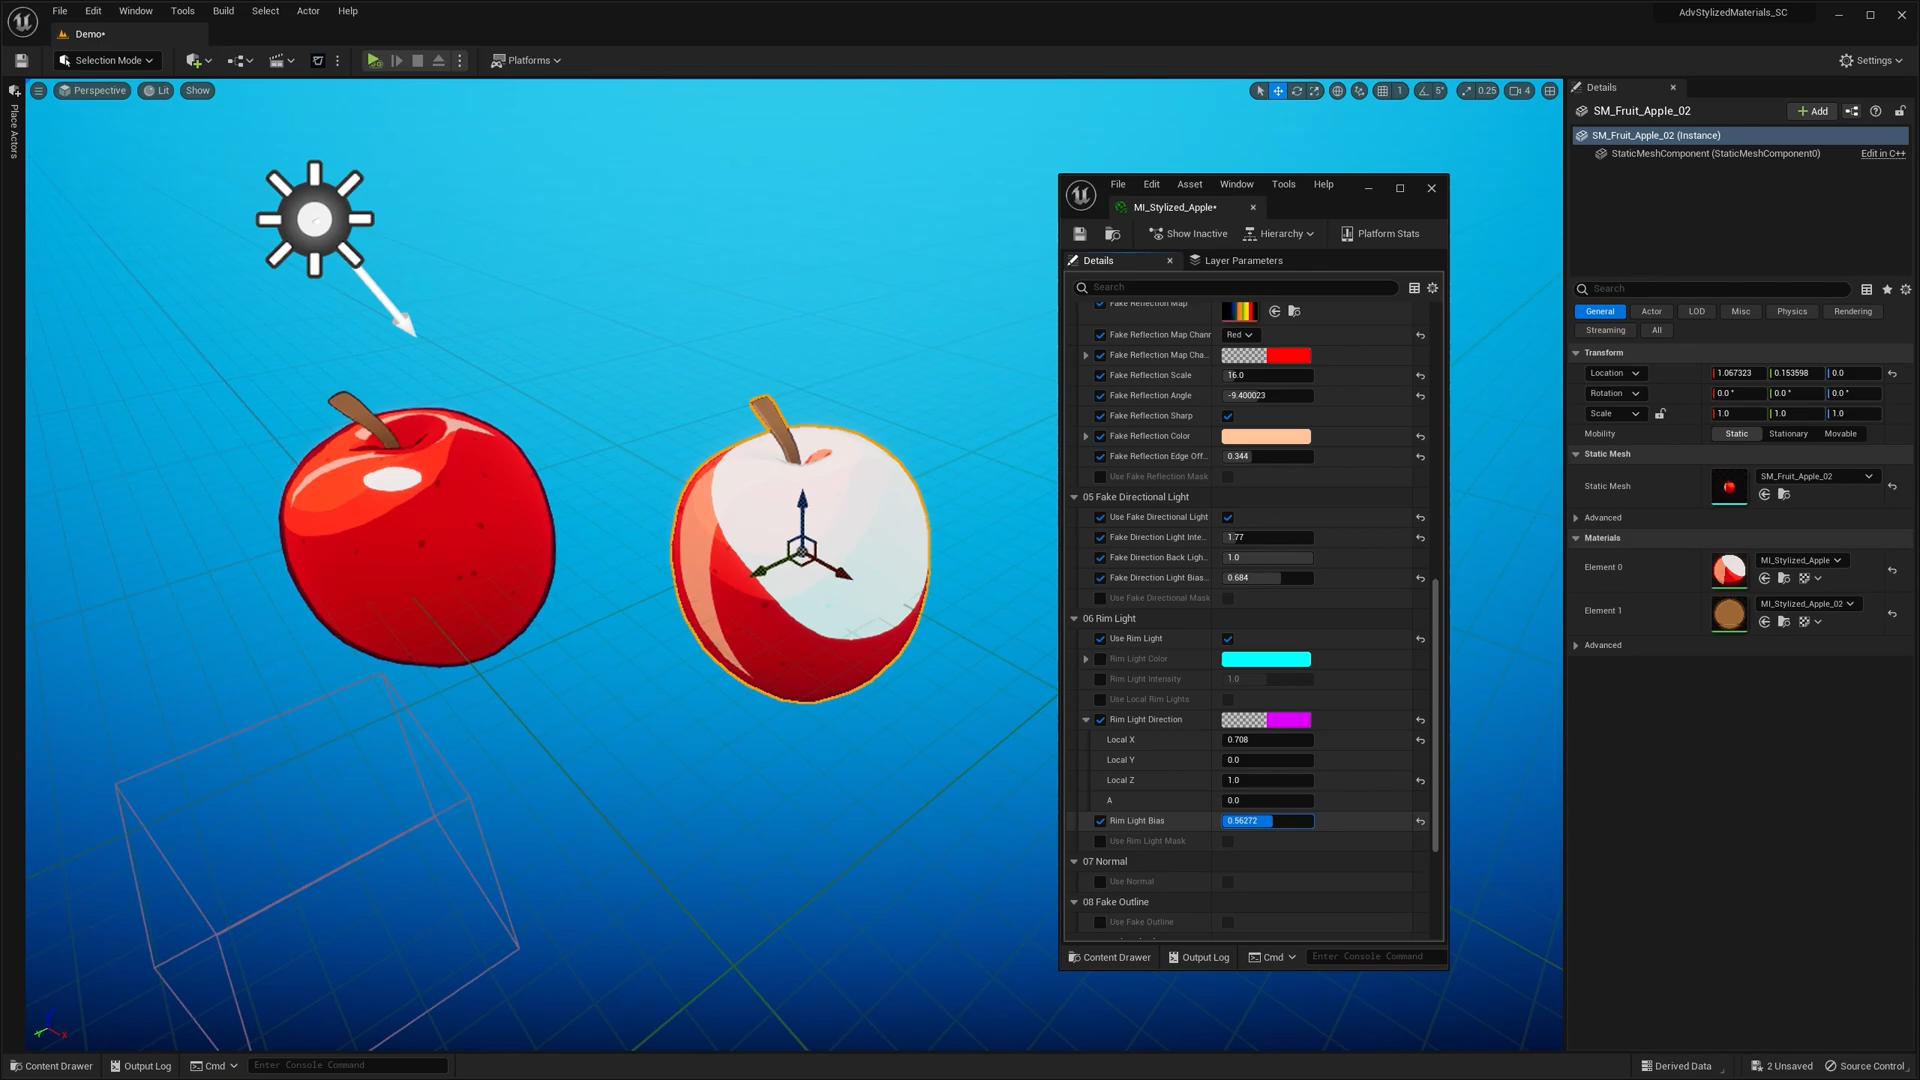 File Edit Window Tools Build Select Actor Help
AdvStylizedMaterials_SC
Demo*
Selection Mode
Platforms
Settings
Place Actors
Perspective Lit Show
1 5° 0.25 4
File Edit Asset Window Tools Help
MI_Stylized_Apple*
Show Inactive Hierarchy Platform Stats
Details Layer Parameters
Search
Fake Reflection Map
Fake Reflection Map Chann Red
Fake Reflection Map Cha...
Fake Reflection Scale 16.0
Fake Reflection Angle -9.400023
Fake Reflection Sharp
Fake Reflection Color
Fake Reflection Edge Off... 0.344
Use Fake Reflection Mask
05 Fake Directional Light
Use Fake Directional Light
Fake Direction Light Inte... 1.77
Fake Direction Back Ligh... 1.0
Fake Direction Light Bias... 0.684
Use Fake Directional Mask
06 Rim Light
Use Rim Light
Rim Light Color
Rim Light Intensity 1.0
Use Local Rim Lights
Rim Light Direction
Local X 0.708
Local Y 0.0
Local Z 1.0
A 0.0
Rim Light Bias 0.56272
Use Rim Light Mask
07 Normal
Use Normal
08 Fake Outline
Use Fake Outline
Content Drawer Output Log Cmd Enter Console Command
Details
SM_Fruit_Apple_02 Add
SM_Fruit_Apple_02 (Instance)
StaticMeshComponent (StaticMeshComponent0) Edit in C++
Search
General Actor LOD Misc Physics Rendering
Streaming All
Transform
Location 1.067323 0.153598 0.0
Rotation 0.0° 0.0° 0.0°
Scale 1.0 1.0 1.0
Mobility Static Stationary Movable
Static Mesh
Static Mesh SM_Fruit_Apple_02
Advanced
Materials
Element 0 MI_Stylized_Apple
Element 1 MI_Stylized_Apple_02
Advanced
Content Drawer Output Log Cmd Enter Console Command
Derived Data 2 Unsaved Source Control